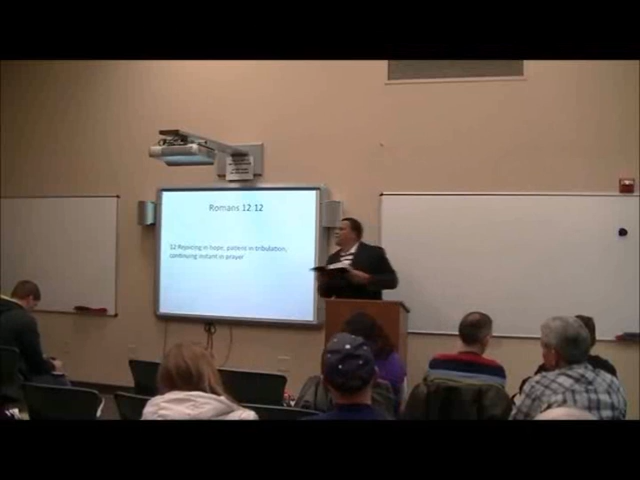 Romans 12:12
12 Rejoicing in hope; patient in tribulation;
continuing instant in prayer